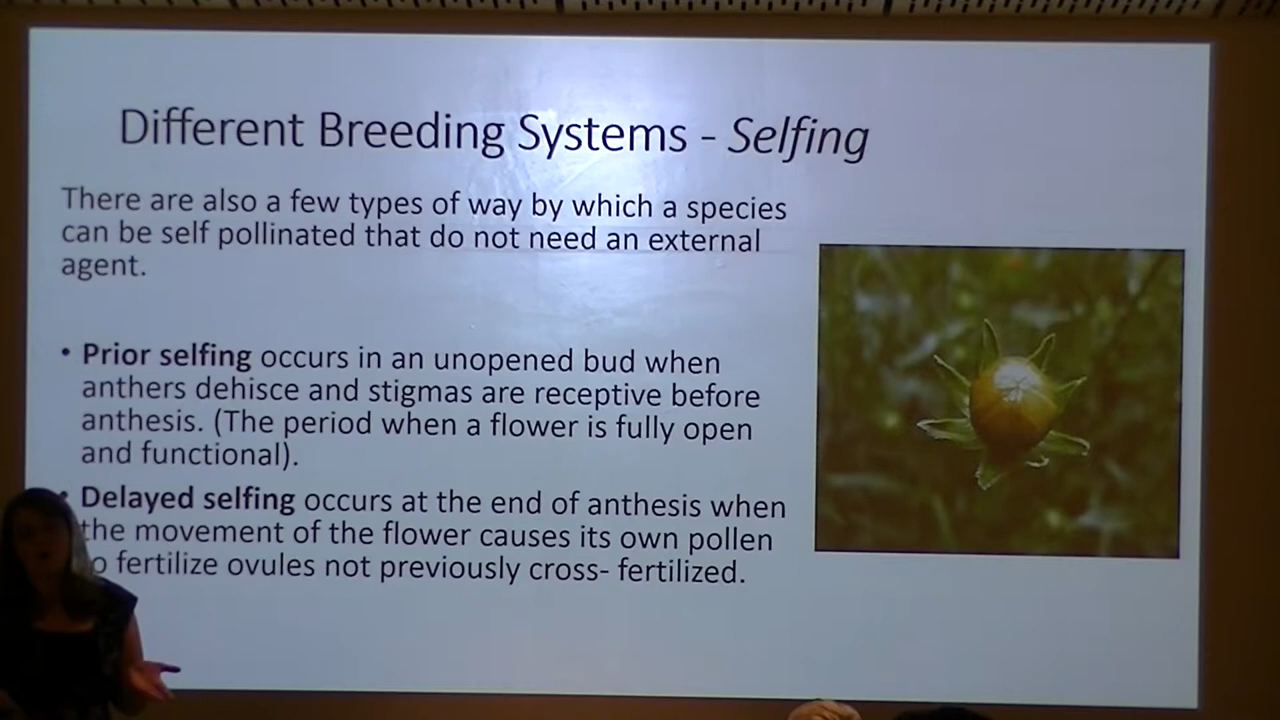 Different Breeding Systems - Selfing
There are also a few types of way by which a species
can be self pollinated that do not need an external
agent.
• Prior selfing occurs in an unopened bud when
anthers dehisce and stigmas are receptive before
anthesis. (The period when a flower is fully open
and functional).
• Delayed selfing occurs at the end of anthesis when
the movement of the flower causes its own pollen
o fertilize ovules not previously cross- fertilized.